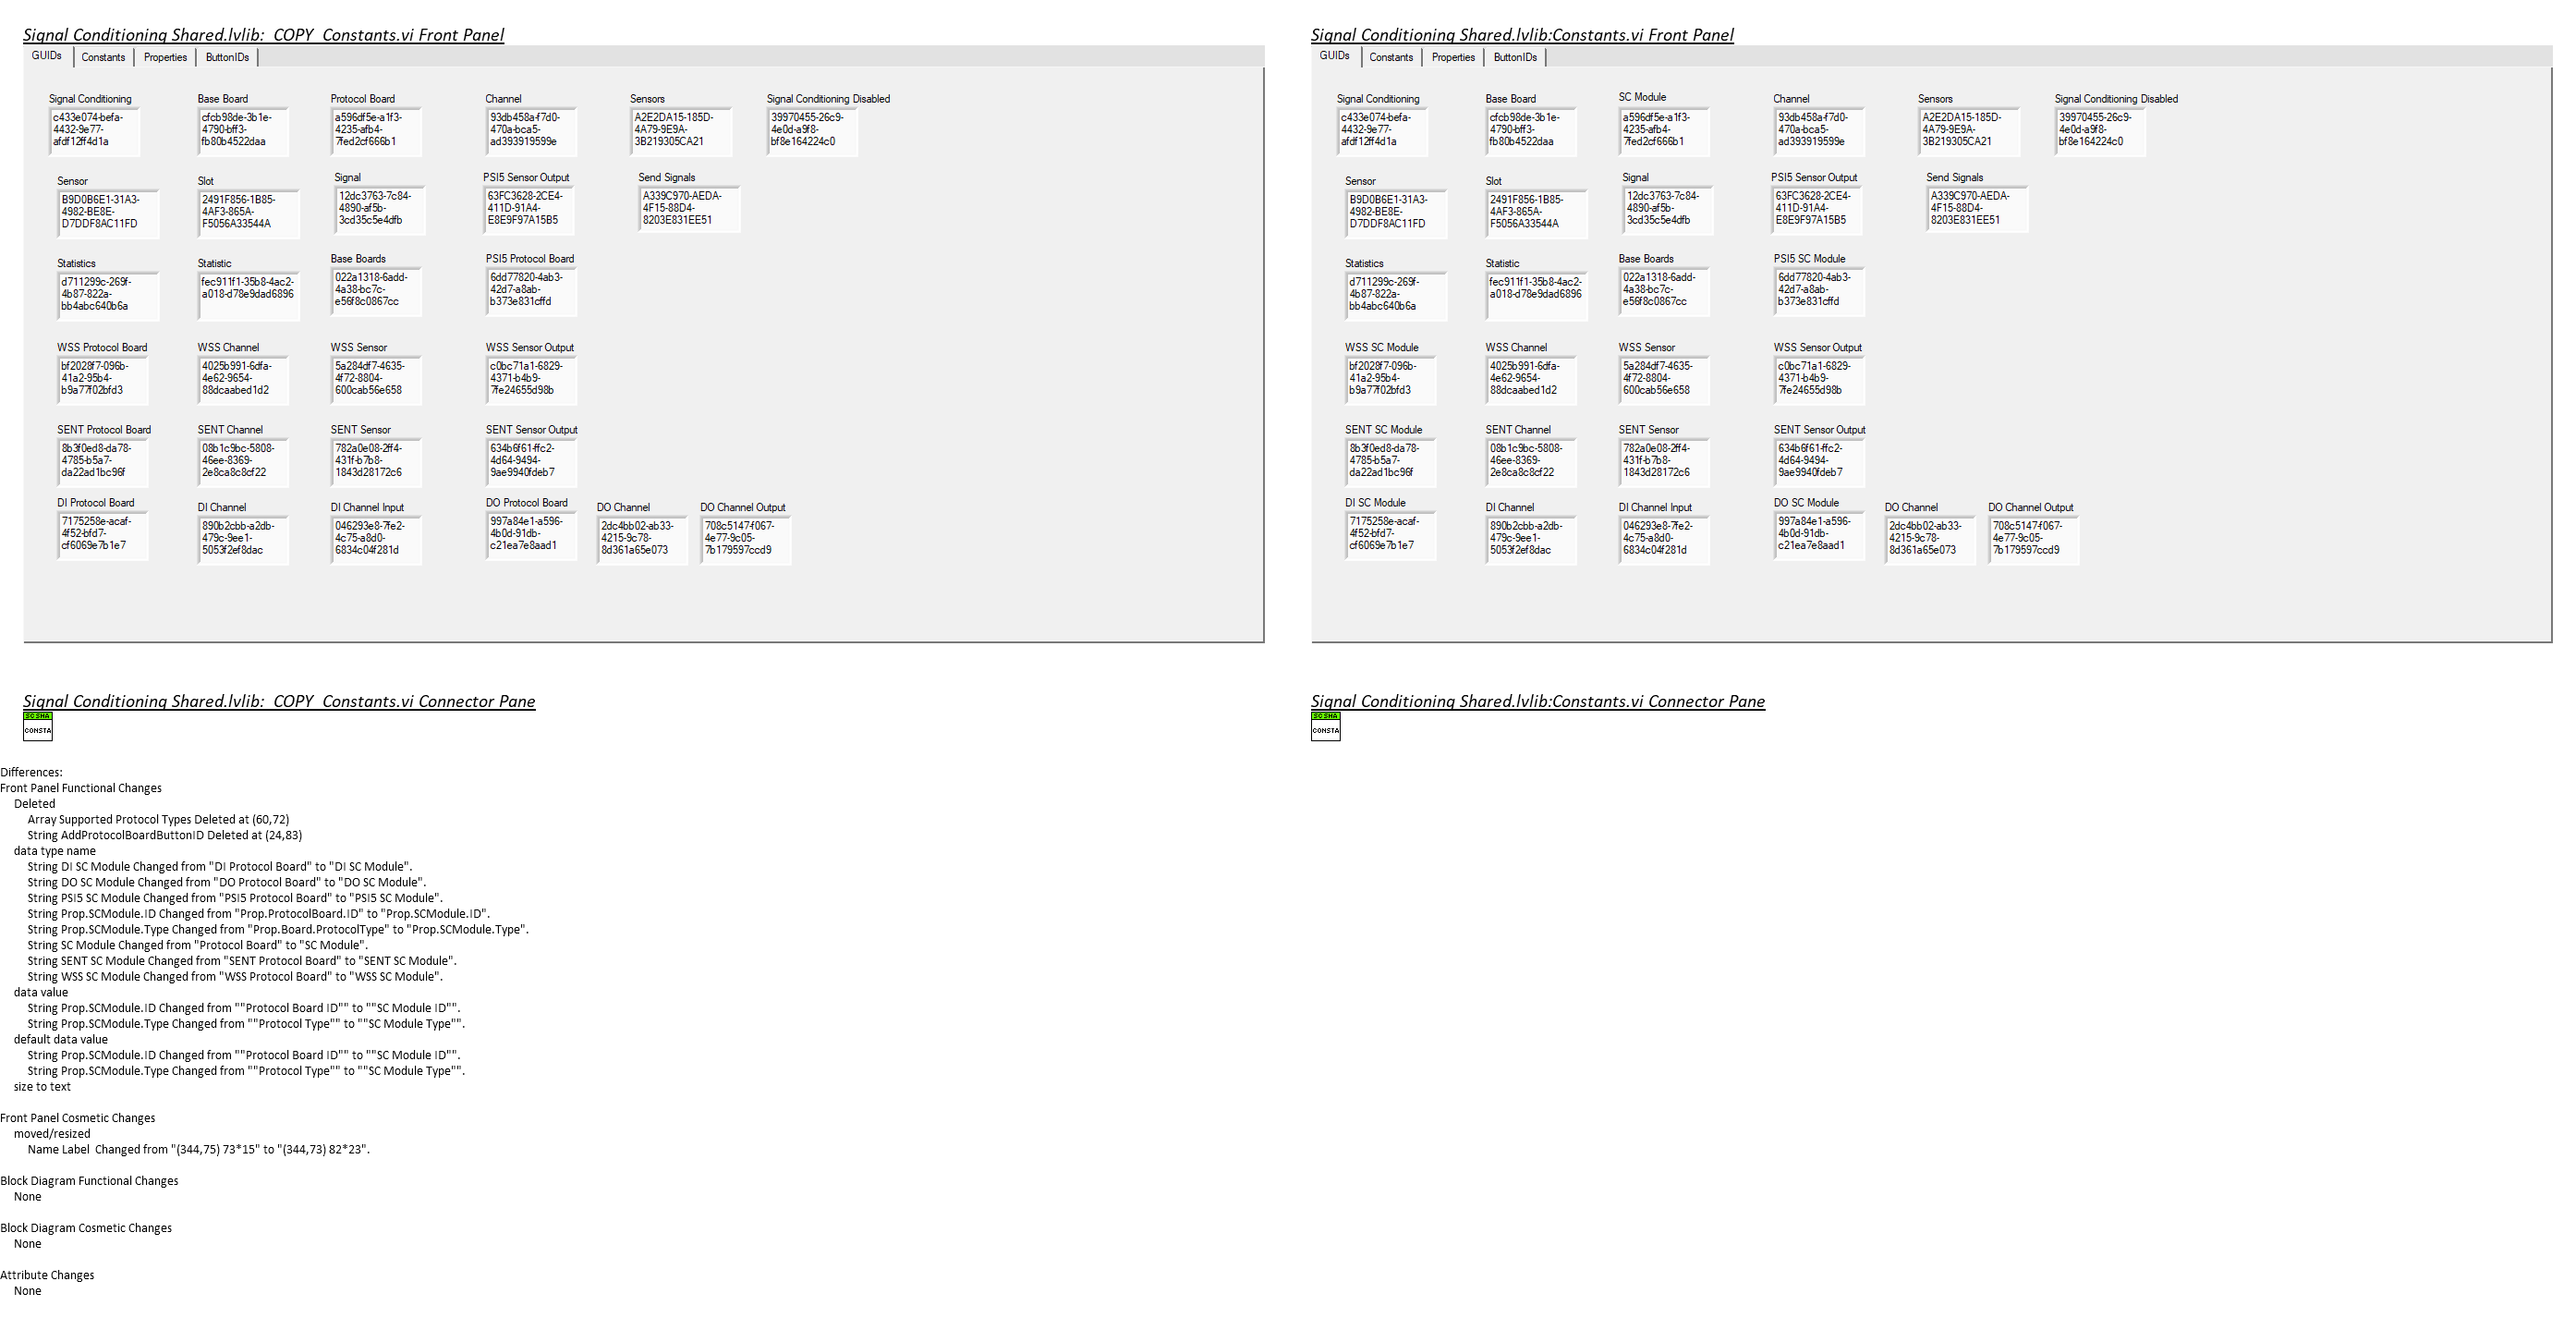 Signal Conditioning Shared.lvlib:_COPY_Constants.vi Front Panel
GUIDs Constants Properties ButtonIDs
Signal Conditioning Base Board Protocol Board Channel Sensors Signal Conditioning Disabled
c433e074-befa- cfcb98de-3b1e- a596df5e-a1f3- 93db458a-f7d0- A2E2DA15-185D- 39970455-26c9-
4432-9e77- 4790-bff3- 4235-afb4- 470a-bca5- 4A79-9E9A- 4e0d-a9f8-
afdf12ff4d1a fb80b4522daa 7fed2cf666b1 ad393919599e 3B219305CA21 bf8e164224c0
Sensor Slot Signal PSI5 Sensor Output Send Signals
B9D0B6E1-31A3- 2491F856-1B85- 12dc3763-7c84- 63FC3628-2CE4- A339C970-AEDA-
4982-BE8E- 4AF3-865A- 4890-af5b- 411D-91A4- 4F15-88D4-
D7DDF8AC11FD F5056A33544A 3cd35c5e4dfb E8E9F97A15B5 8203E831EE51
Statistics Statistic Base Boards PSI5 Protocol Board
d711299c-269f- fec911f1-35b8-4ac2- 022a1318-6add- 6dd77820-4ab3-
4b87-822a- a018-d78e9dad6896 4a38-bc7c- 42d7-a8ab-
bb4abc640b6a e56f8c0867cc b373e831cffd
WSS Protocol Board WSS Channel WSS Sensor WSS Sensor Output
bf2028f7-096b- 4025b991-6dfa- 5a284df7-4635- c0bc71a1-6829-
41a2-95b4- 4e62-9654- 4f72-8804- 4371-b4b9-
b9a77f02bfd3 88dcaabed1d2 600cab56e658 7fe24655d98b
SENT Protocol Board SENT Channel SENT Sensor SENT Sensor Output
8b3f0ed8-da78- 08b1c9bc-5808- 782a0e08-2ff4- 634b6f61-ffc2-
4785-b5a7- 46ee-8369- 431f-b7b8- 4d64-9494-
da22ad1bc96f 2e8ca8c8cf22 1843d28172c6 9ae9940fdeb7
DI Protocol Board DI Channel DI Channel Input DO Protocol Board DO Channel DO Channel Output
7175258e-acaf- 890b2cbb-a2db- 046293e8-7fe2- 997a84e1-a596- 2dc4bb02-ab33- 708c5147-f067-
4f52-bfd7- 479c-9ee1- 4c75-a8d0- 4b0d-91db- 4215-9c78- 4e77-9c05-
cf6069e7b1e7 5053f2ef8dac 6834c04f281d c21ea7e8aad1 8d361a65e073 7b179597ccd9
Signal Conditioning Shared.lvlib:Constants.vi Front Panel
GUIDs Constants Properties ButtonIDs
Signal Conditioning Base Board SC Module Channel Sensors Signal Conditioning Disabled
c433e074-befa- cfcb98de-3b1e- a596df5e-a1f3- 93db458a-f7d0- A2E2DA15-185D- 39970455-26c9-
4432-9e77- 4790-bff3- 4235-afb4- 470a-bca5- 4A79-9E9A- 4e0d-a9f8-
afdf12ff4d1a fb80b4522daa 7fed2cf666b1 ad393919599e 3B219305CA21 bf8e164224c0
Sensor Slot Signal PSI5 Sensor Output Send Signals
B9D0B6E1-31A3- 2491F856-1B85- 12dc3763-7c84- 63FC3628-2CE4- A339C970-AEDA-
4982-BE8E- 4AF3-865A- 4890-af5b- 411D-91A4- 4F15-88D4-
D7DDF8AC11FD F5056A33544A 3cd35c5e4dfb E8E9F97A15B5 8203E831EE51
Statistics Statistic Base Boards PSI5 SC Module
d711299c-269f- fec911f1-35b8-4ac2- 022a1318-6add- 6dd77820-4ab3-
4b87-822a- a018-d78e9dad6896 4a38-bc7c- 42d7-a8ab-
bb4abc640b6a e56f8c0867cc b373e831cffd
WSS SC Module WSS Channel WSS Sensor WSS Sensor Output
bf2028f7-096b- 4025b991-6dfa- 5a284df7-4635- c0bc71a1-6829-
41a2-95b4- 4e62-9654- 4f72-8804- 4371-b4b9-
b9a77f02bfd3 88dcaabed1d2 600cab56e658 7fe24655d98b
SENT SC Module SENT Channel SENT Sensor SENT Sensor Output
8b3f0ed8-da78- 08b1c9bc-5808- 782a0e08-2ff4- 634b6f61-ffc2-
4785-b5a7- 46ee-8369- 431f-b7b8- 4d64-9494-
da22ad1bc96f 2e8ca8c8cf22 1843d28172c6 9ae9940fdeb7
DI SC Module DI Channel DI Channel Input DO SC Module DO Channel DO Channel Output
7175258e-acaf- 890b2cbb-a2db- 046293e8-7fe2- 997a84e1-a596- 2dc4bb02-ab33- 708c5147-f067-
4f52-bfd7- 479c-9ee1- 4c75-a8d0- 4b0d-91db- 4215-9c78- 4e77-9c05-
cf6069e7b1e7 5053f2ef8dac 6834c04f281d c21ea7e8aad1 8d361a65e073 7b179597ccd9
Signal Conditioning Shared.lvlib:_COPY_Constants.vi Connector Pane
SC SHA
CONSTA
Signal Conditioning Shared.lvlib:Constants.vi Connector Pane
SC SHA
CONSTA
Differences:
Front Panel Functional Changes
Deleted
Array Supported Protocol Types Deleted at (60,72)
String AddProtocolBoardButtonID Deleted at (24,83)
data type name
String DI SC Module Changed from "DI Protocol Board" to "DI SC Module".
String DO SC Module Changed from "DO Protocol Board" to "DO SC Module".
String PSI5 SC Module Changed from "PSI5 Protocol Board" to "PSI5 SC Module".
String Prop.SCModule.ID Changed from "Prop.ProtocolBoard.ID" to "Prop.SCModule.ID".
String Prop.SCModule.Type Changed from "Prop.Board.ProtocolType" to "Prop.SCModule.Type".
String SC Module Changed from "Protocol Board" to "SC Module".
String SENT SC Module Changed from "SENT Protocol Board" to "SENT SC Module".
String WSS SC Module Changed from "WSS Protocol Board" to "WSS SC Module".
data value
String Prop.SCModule.ID Changed from ""Protocol Board ID"" to ""SC Module ID"".
String Prop.SCModule.Type Changed from ""Protocol Type"" to ""SC Module Type"".
default data value
String Prop.SCModule.ID Changed from ""Protocol Board ID"" to ""SC Module ID"".
String Prop.SCModule.Type Changed from ""Protocol Type"" to ""SC Module Type"".
size to text
Front Panel Cosmetic Changes
moved/resized
Name Label  Changed from "(344,75) 73*15" to "(344,73) 82*23".
Block Diagram Functional Changes
None
Block Diagram Cosmetic Changes
None
Attribute Changes
None